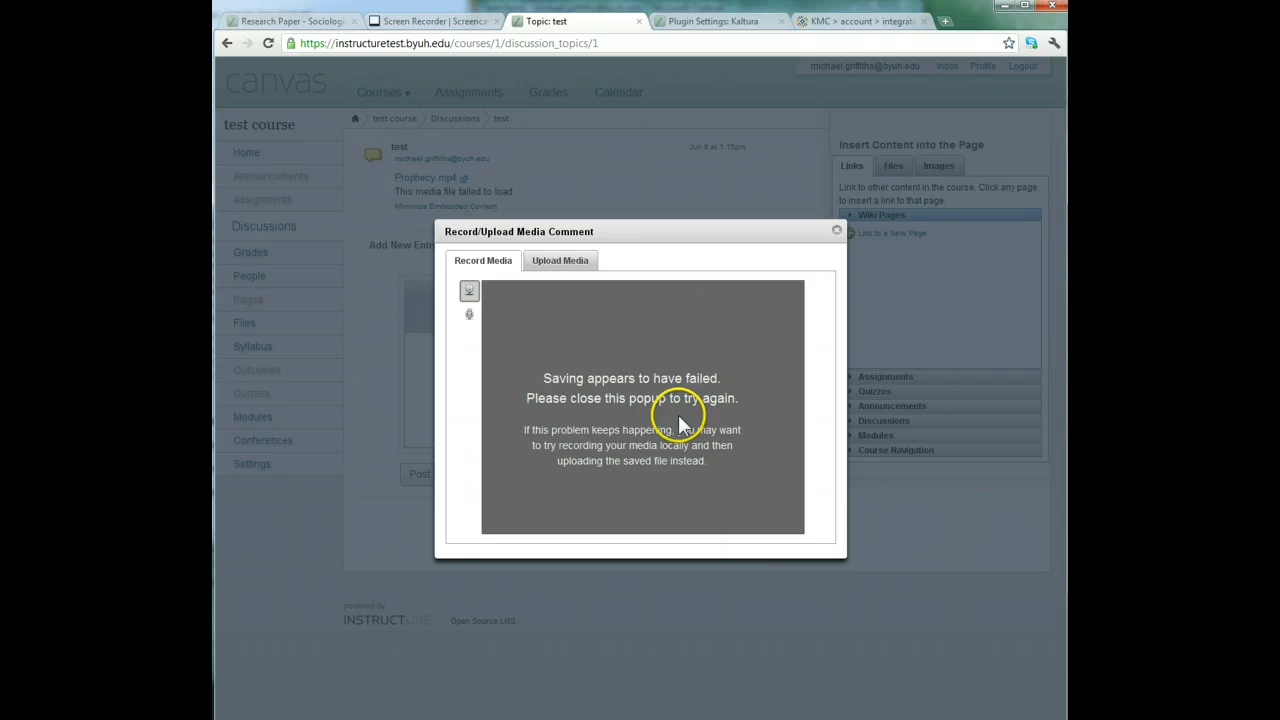 Research Paper - Sociologic
Screen Recorder | Screenca
Topic: test
Plugin Settings: Kaltura
KMC > account > integrati
https://instructuretest.byuh.edu/courses/1/discussion_topics/1
michael.griffiths@byuh.edu
Inbox
Profile
Logout
canvas
Courses
Assignments
Grades
Calendar
test course
Home
Announcements
Assignments
Discussions
Grades
People
Pages
Files
Syllabus
Outcomes
Quizzes
Modules
Conferences
Settings
test course
Discussions
test
test
Jun 8 at 1:15pm
michael.griffiths@byuh.edu
Prophecy.mp4
This media file failed to load
Minimize Embedded Content
Add New Entr
Post
Record/Upload Media Comment
Record Media
Upload Media
Saving appears to have failed.
Please close this popup to try again.
If this problem keeps happening, you may want
to try recording your media locally and then
uploading the saved file instead.
Insert Content into the Page
Links
Files
Images
Link to other content in the course. Click any page
to insert a link to that page.
Wiki Pages
Link to a New Page
Assignments
Quizzes
Announcements
Discussions
Modules
Course Navigation
powered by
INSTRUCTURE
Open Source LMS